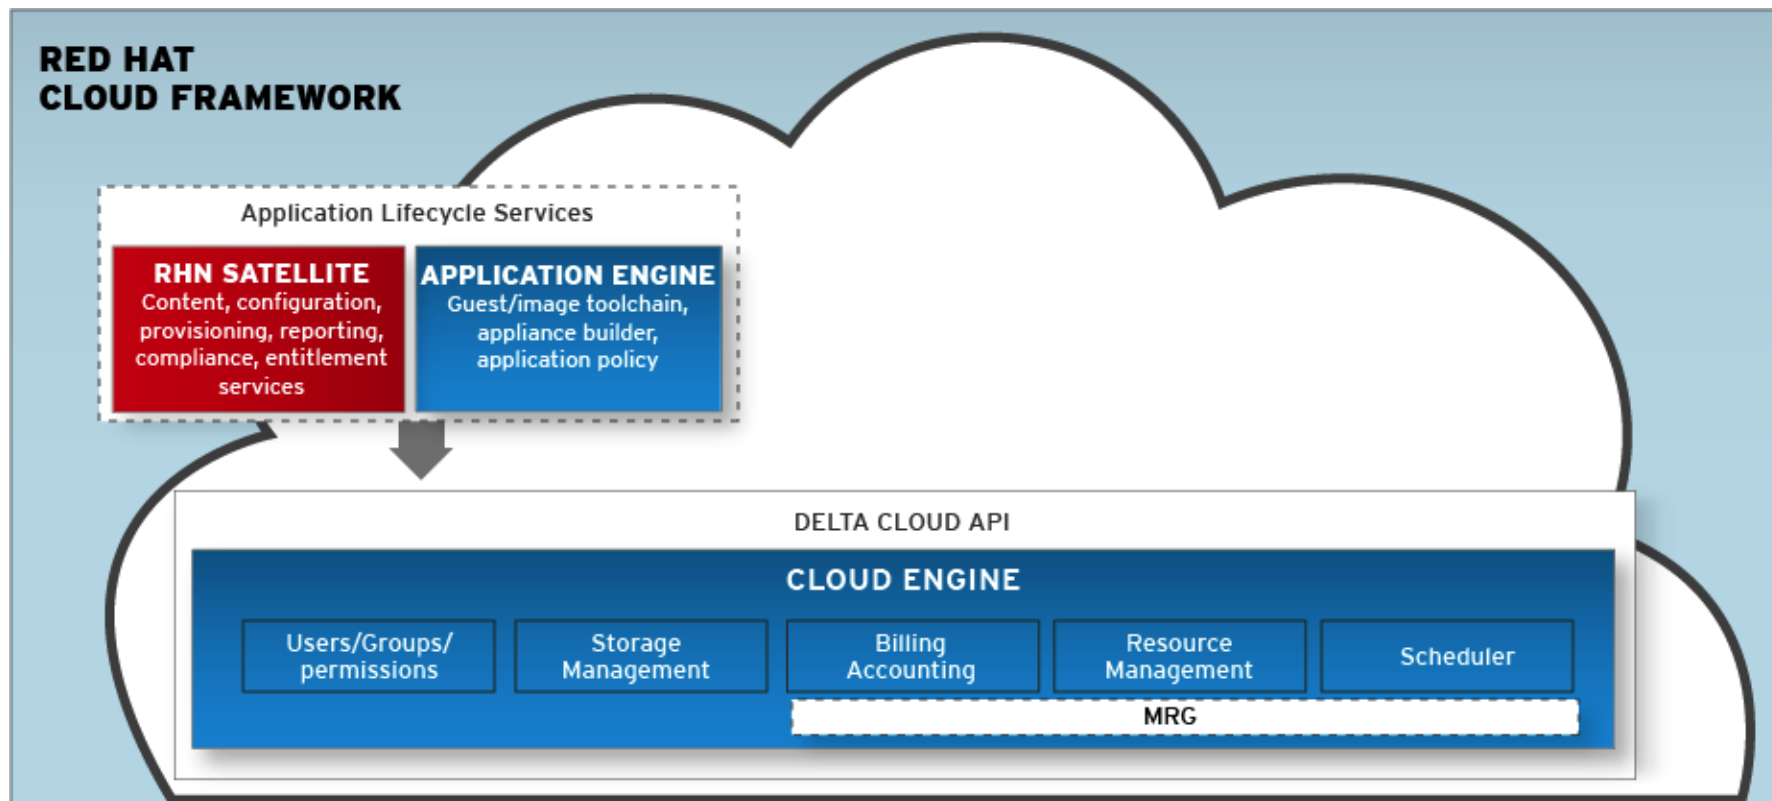 RED HAT
CLOUD FRAMEWORK
Application Lifecycle Services
RHN SATELLITE
Content, configuration,
provisioning, reporting,
compliance, entitlement
services
APPLICATION ENGINE
Guest/image toolchain,
appliance builder,
application policy
DELTA CLOUD API
CLOUD ENGINE
Users/Groups/
permissions
Storage
Management
Billing
Accounting
Resource
Management
Scheduler
MRG